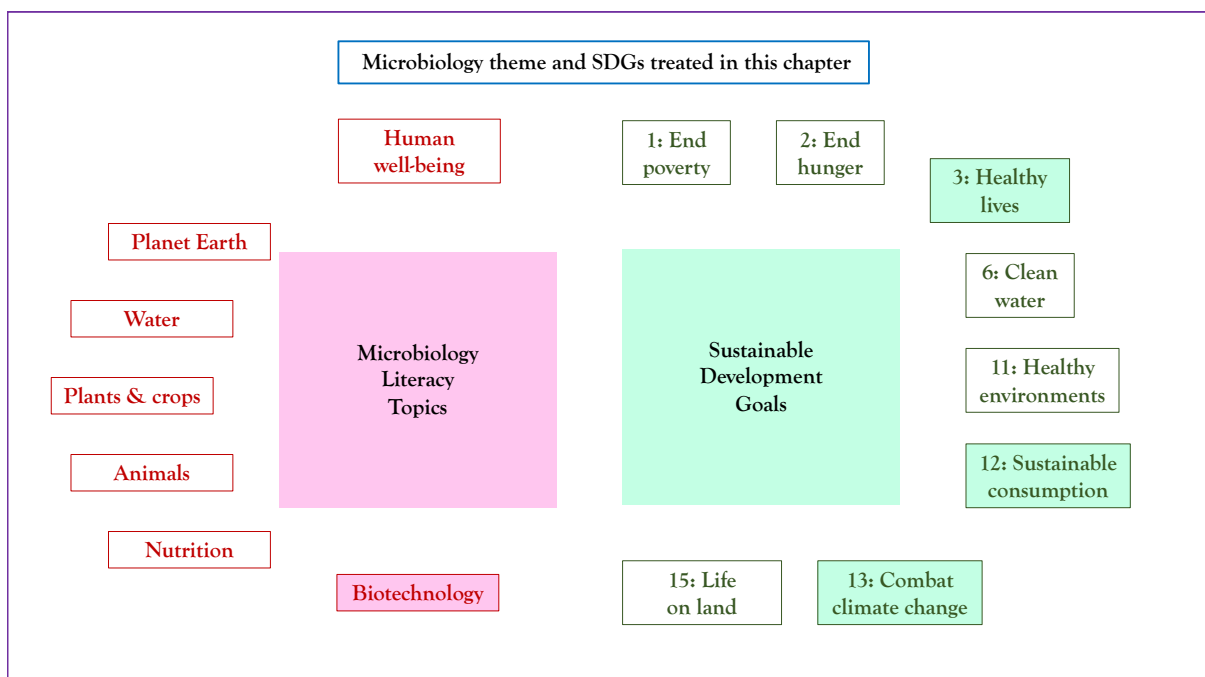 Microbiology theme and SDGs treated in this chapter
Human
well-being
Planet Earth
Water
Plants & crops
Animals
Nutrition
Biotechnology
Microbiology
Literacy
Topics
Sustainable
Development
Goals
1: End
poverty
2: End
hunger
3: Healthy
lives
6: Clean
water
11: Healthy
environments
12: Sustainable
consumption
13: Combat
climate change
15: Life
on land